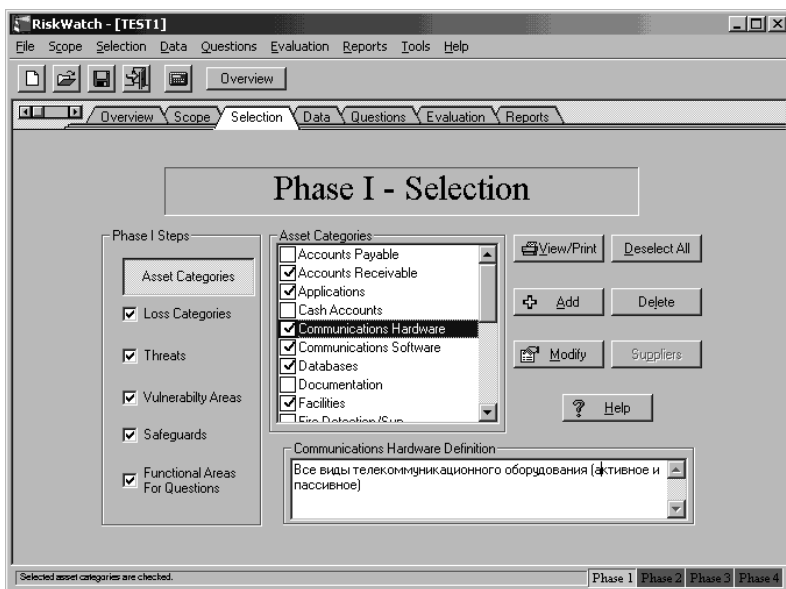 RiskWatch - [TEST1]
File Scope Selection Data Questions Evaluation Reports Tools Help
Overview
Overview Scope Selection Data Questions Evaluation Reports
Phase I - Selection
Phase I Steps
Asset Categories
Loss Categories
Threats
Vulnerabilty Areas
Safeguards
Functional Areas
For Questions
Asset Categories
Accounts Payable
Accounts Receivable
Applications
Cash Accounts
Communications Hardware
Communications Software
Databases
Documentation
Facilities
Fire Detection/Sup
View/Print Deselect All
Add Delete
Modify Suppliers
Help
Communications Hardware Definition
Все виды телекоммуникационного оборудования (активное и
пассивное)
Selected asset categories are checked.
Phase 1 Phase 2 Phase 3 Phase 4